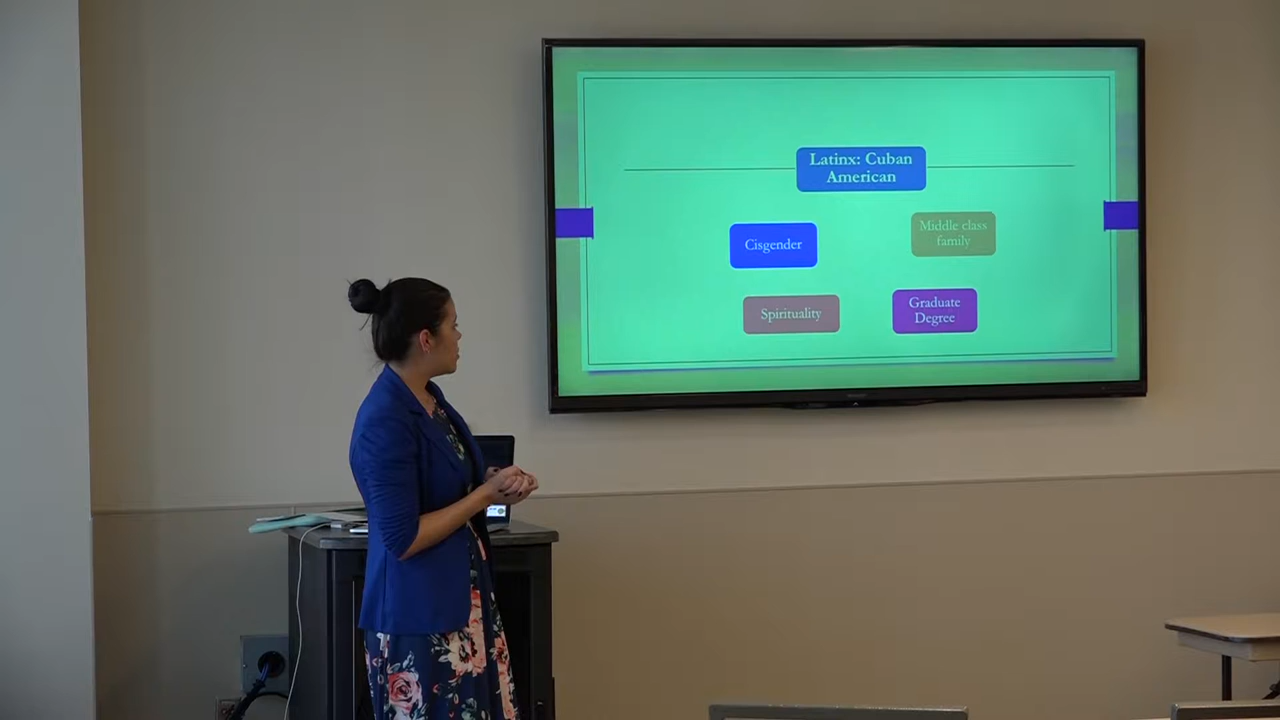 Latinx: Cuban
American
Cisgender
Middle class
family
Spirituality
Graduate
Degree